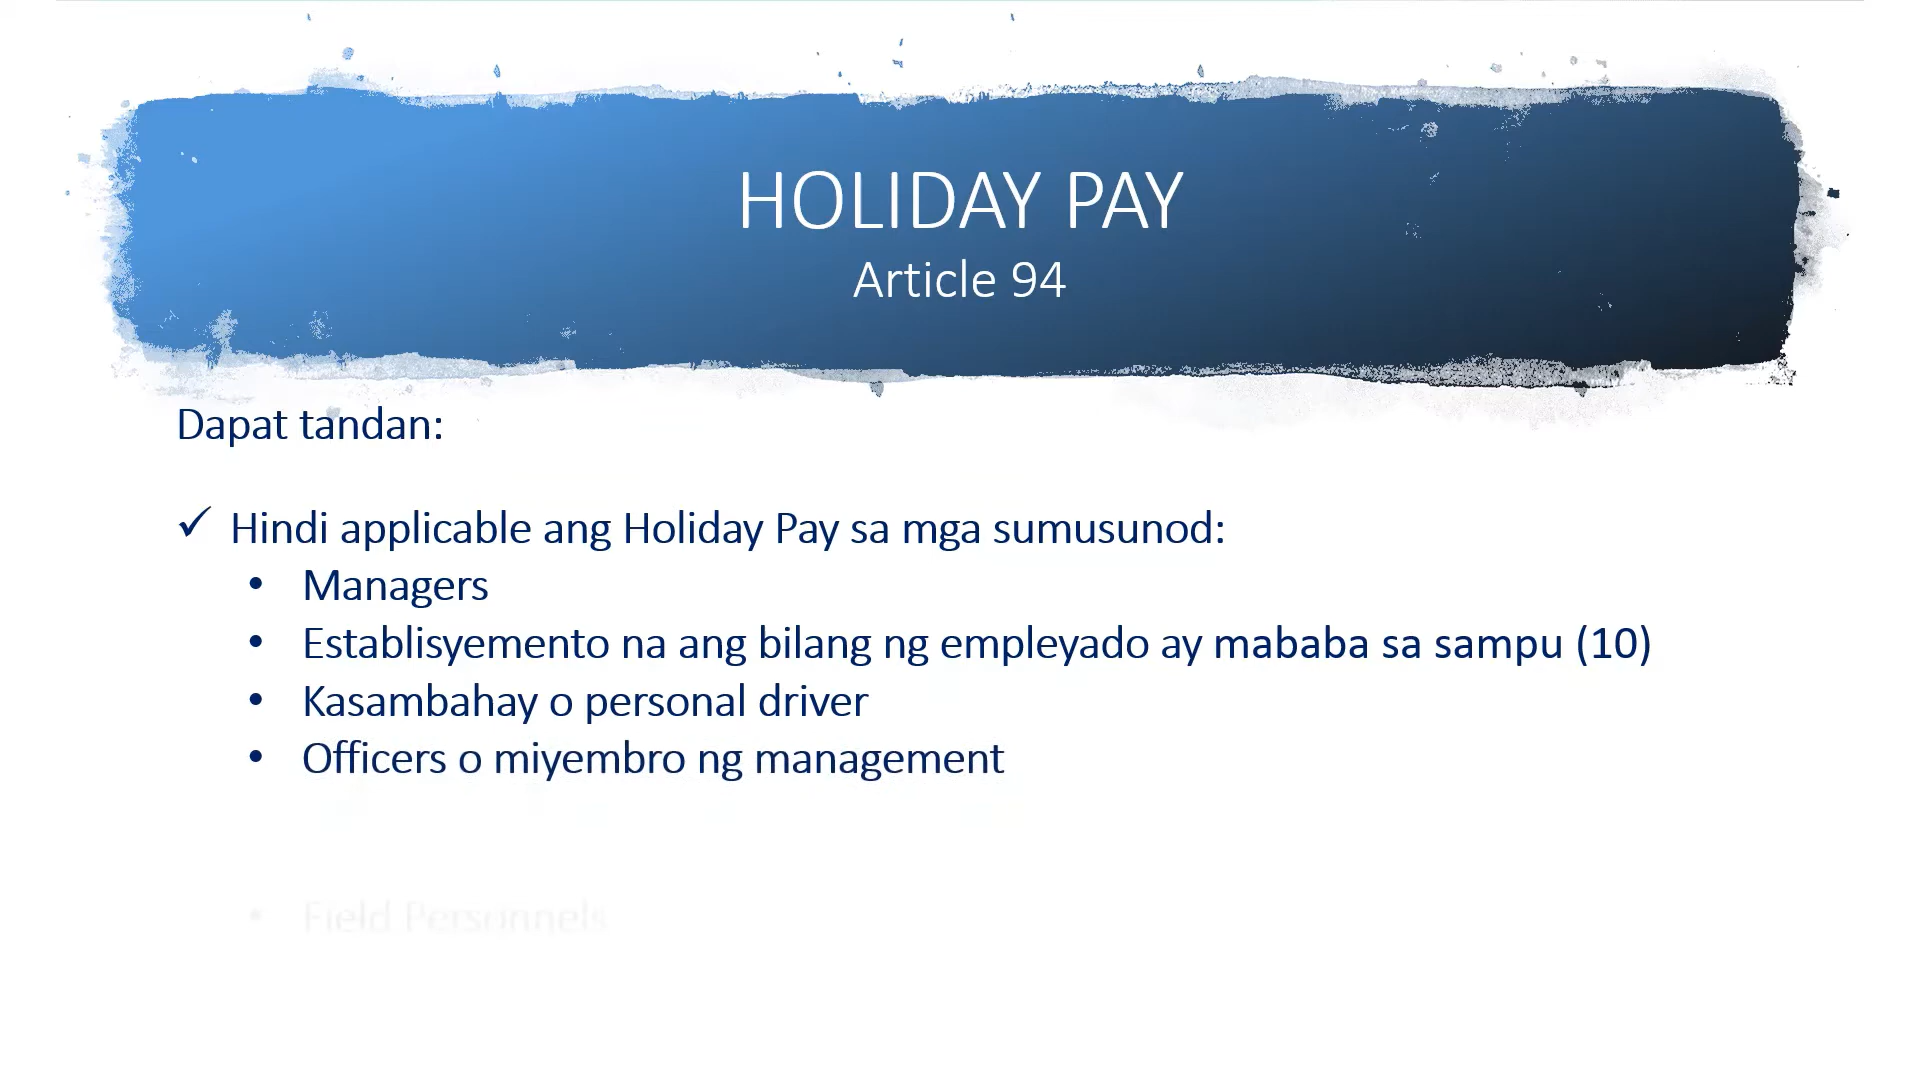 HOLIDAY PAY
Article 94
Dapat tandan:
✓ Hindi applicable ang Holiday Pay sa mga sumusunod:
• Managers
• Establisyemento na ang bilang ng empleyado ay mababa sa sampu (10)
• Kasambahay o personal driver
• Officers o miyembro ng management
• Field Personnels